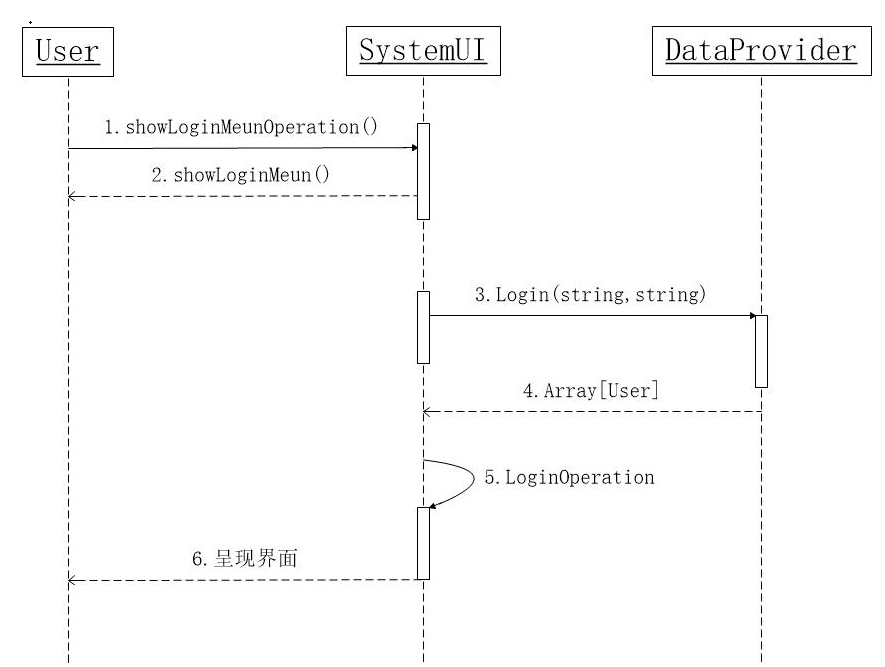 User
SystemUI
DataProvider
1.showLoginMeunOperation()
2.showLoginMeun()
3.Login(string,string)
4.Array[User]
5.LoginOperation
6.呈现界面